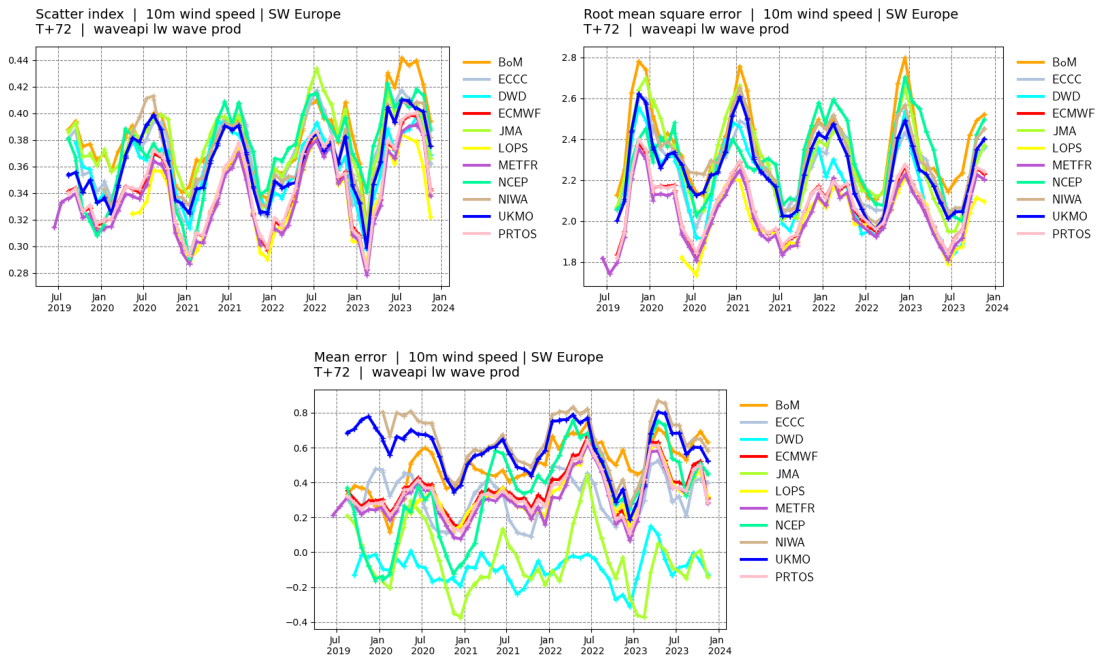 Scatter index | 10m wind speed | SW Europe
T+72 | waveapi lw wave prod
0.44
0.42
0.40
0.38
0.36
0.34
0.32
0.30
0.28
Jul 2019
Jan 2020
Jul 2020
Jan 2021
Jul 2021
Jan 2022
Jul 2022
Jan 2023
Jul 2023
Jan 2024
BoM
ECCC
DWD
ECMWF
JMA
LOPS
METFR
NCEP
NIWA
UKMO
PRTOS
Root mean square error | 10m wind speed | SW Europe
T+72 | waveapi lw wave prod
2.8
2.6
2.4
2.2
2.0
1.8
Jul 2019
Jan 2020
Jul 2020
Jan 2021
Jul 2021
Jan 2022
Jul 2022
Jan 2023
Jul 2023
Jan 2024
BoM
ECCC
DWD
ECMWF
JMA
LOPS
METFR
NCEP
NIWA
UKMO
PRTOS
Mean error | 10m wind speed | SW Europe
T+72 | waveapi lw wave prod
0.8
0.6
0.4
0.2
0.0
−0.2
−0.4
Jul 2019
Jan 2020
Jul 2020
Jan 2021
Jul 2021
Jan 2022
Jul 2022
Jan 2023
Jul 2023
Jan 2024
BoM
ECCC
DWD
ECMWF
JMA
LOPS
METFR
NCEP
NIWA
UKMO
PRTOS